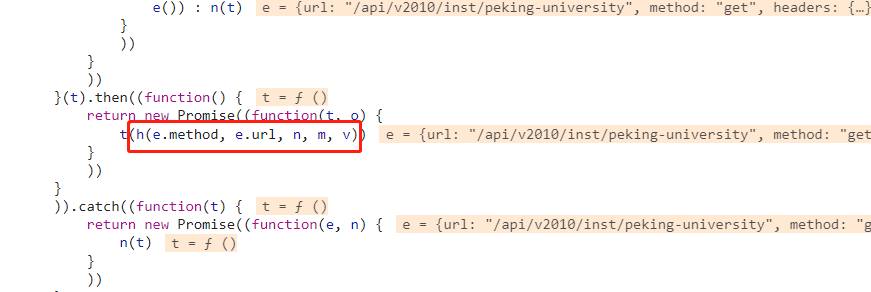 e()) : n(t) e = {url: "/api/v2010/inst/peking-university", method: "get", headers: {…}
}
))
}
))
}(t).then((function() { t = ƒ ()
return new Promise((function(t, o) {
t(h(e.method, e.url, n, m, v)) e = {url: "/api/v2010/inst/peking-university", method: "get
}
))
}
)).catch((function(t) { t = ƒ ()
return new Promise((function(e, n) { e = {url: "/api/v2010/inst/peking-university", method: "g
n(t) t = ƒ ()
}
))